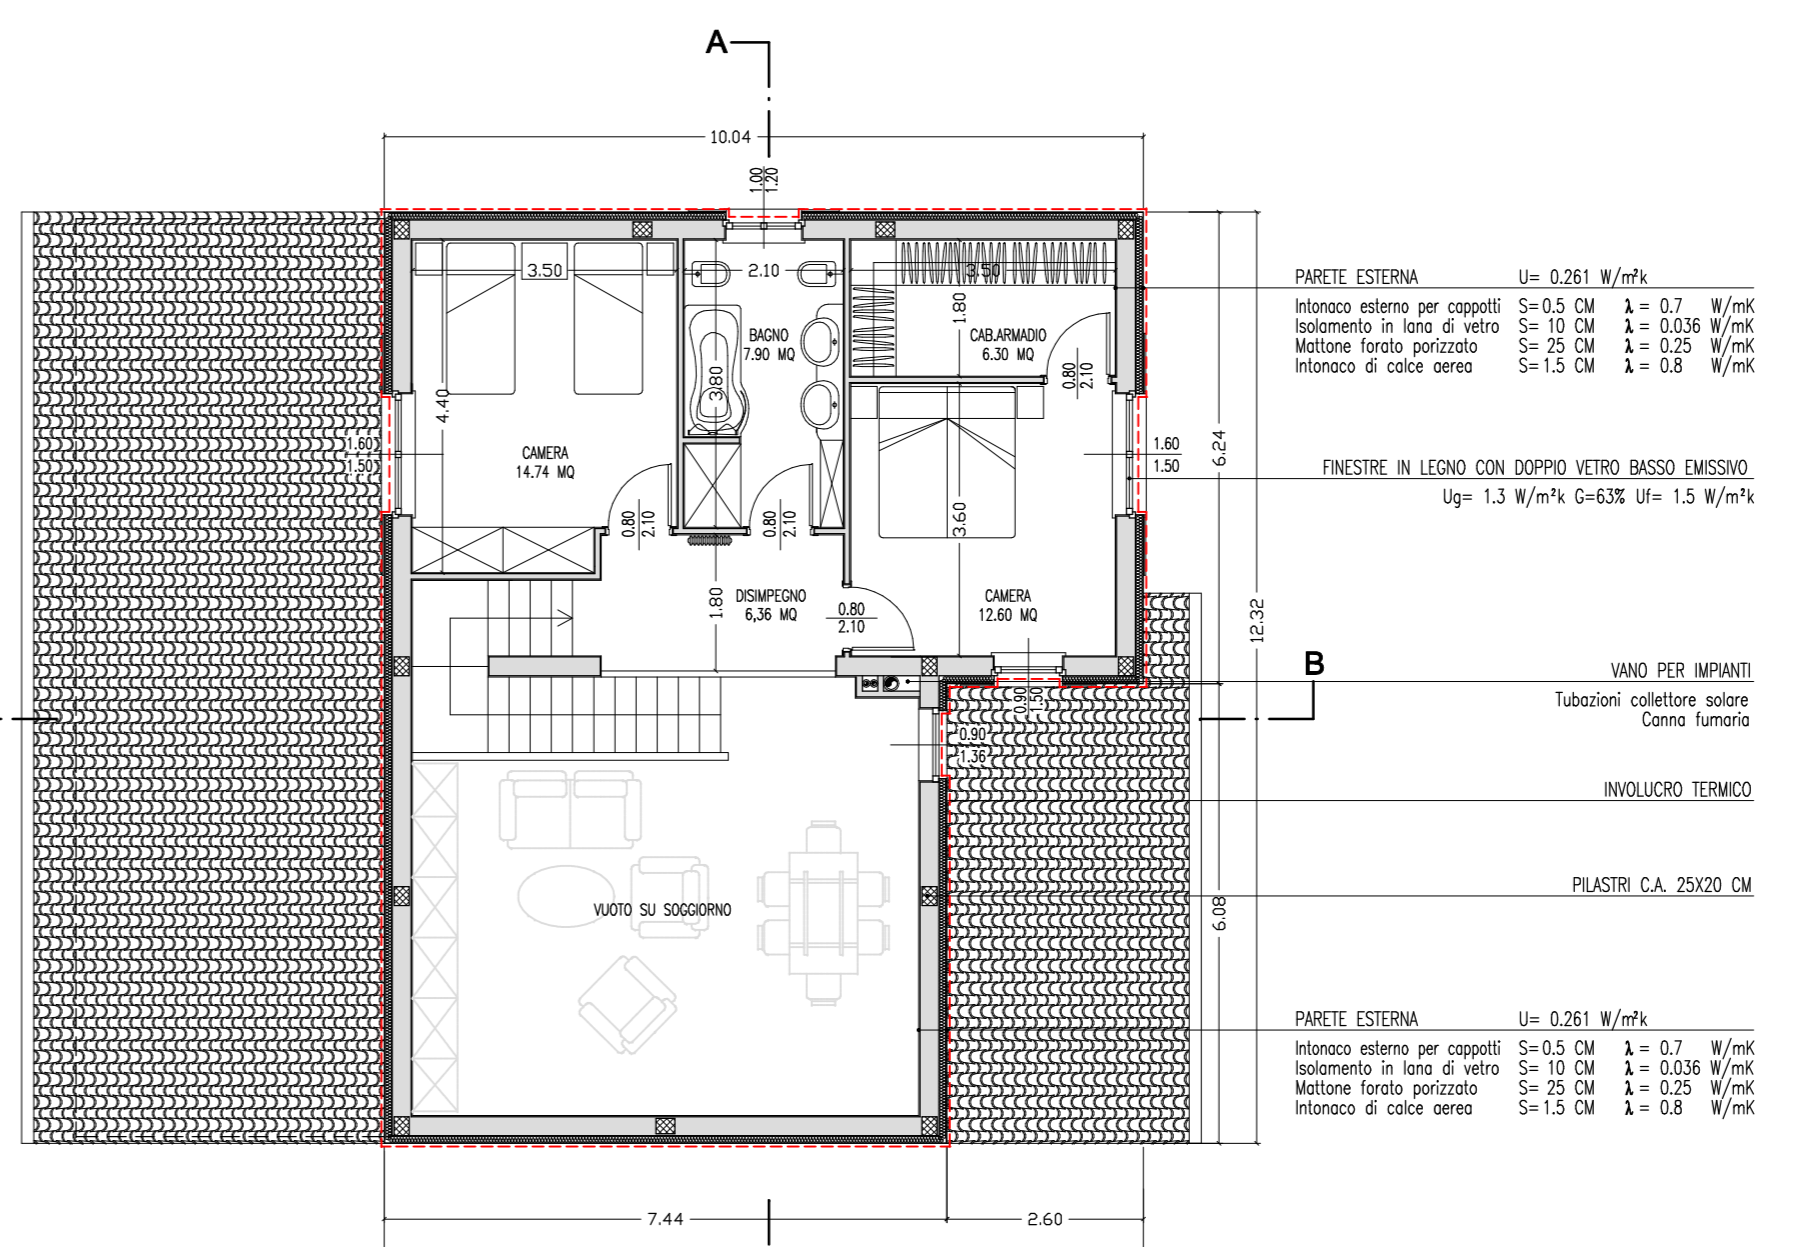 A
10.04
1.00
1.20
3.50
2.10
3.50
1.80
BAGNO
7.90 MQ
CAB.ARMADIO
6.30 MQ
0.80
2.10
3.80
4.40
1.60
1.50
CAMERA
14.74 MQ
1.60
1.50
6.24
0.80
2.10
0.80
2.10
3.60
1.80
DISIMPEGNO
6,36 MQ
0.80
2.10
CAMERA
12.60 MQ
12.32
B
0.90
1.50
0.90
1.36
VUOTO SU SOGGIORNO
6.08
7.44
2.60
PARETE ESTERNA U= 0.261 W/m²k
Intonaco esterno per cappotti S=0.5 CM λ = 0.7 W/mK
Isolamento in lana di vetro S= 10 CM λ = 0.036 W/mK
Mattone forato porizzato S= 25 CM λ = 0.25 W/mK
Intonaco di calce aerea S= 1.5 CM λ = 0.8 W/mK
FINESTRE IN LEGNO CON DOPPIO VETRO BASSO EMISSIVO
Ug= 1.3 W/m²k G=63% Uf= 1.5 W/m²k
VANO PER IMPIANTI
Tubazioni collettore solare
Canna fumaria
INVOLUCRO TERMICO
PILASTRI C.A. 25X20 CM
PARETE ESTERNA U= 0.261 W/m²k
Intonaco esterno per cappotti S=0.5 CM λ = 0.7 W/mK
Isolamento in lana di vetro S= 10 CM λ = 0.036 W/mK
Mattone forato porizzato S= 25 CM λ = 0.25 W/mK
Intonaco di calce aerea S= 1.5 CM λ = 0.8 W/mK